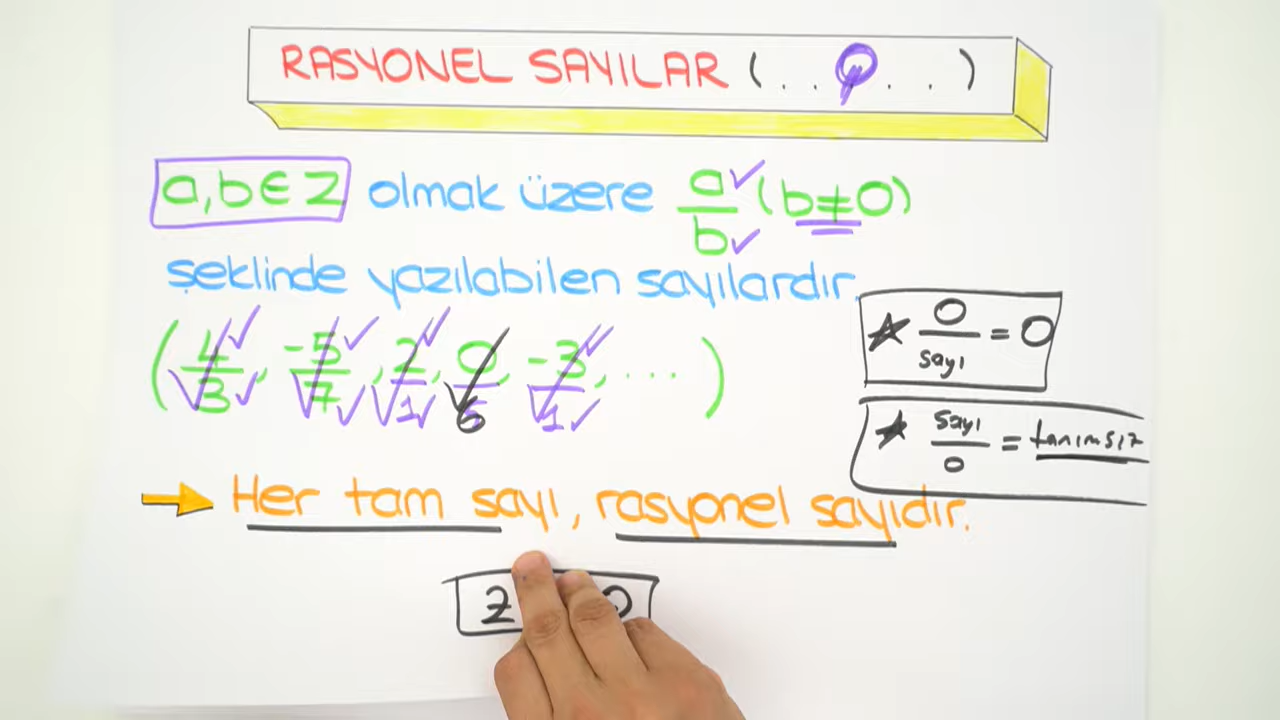 RASYONEL SAYILAR ( . . Q . . . )
a,b ∈ Z olmak üzere a/b (b≠0)
şeklinde yazılabilen sayılardır.
( 4/3, -5/7, 2/1, 0/6, -3/1, ... )
★ 0/sayı = 0
★ sayı/0 = tanımsız
→ Her tam sayı, rasyonel sayıdır.
Z